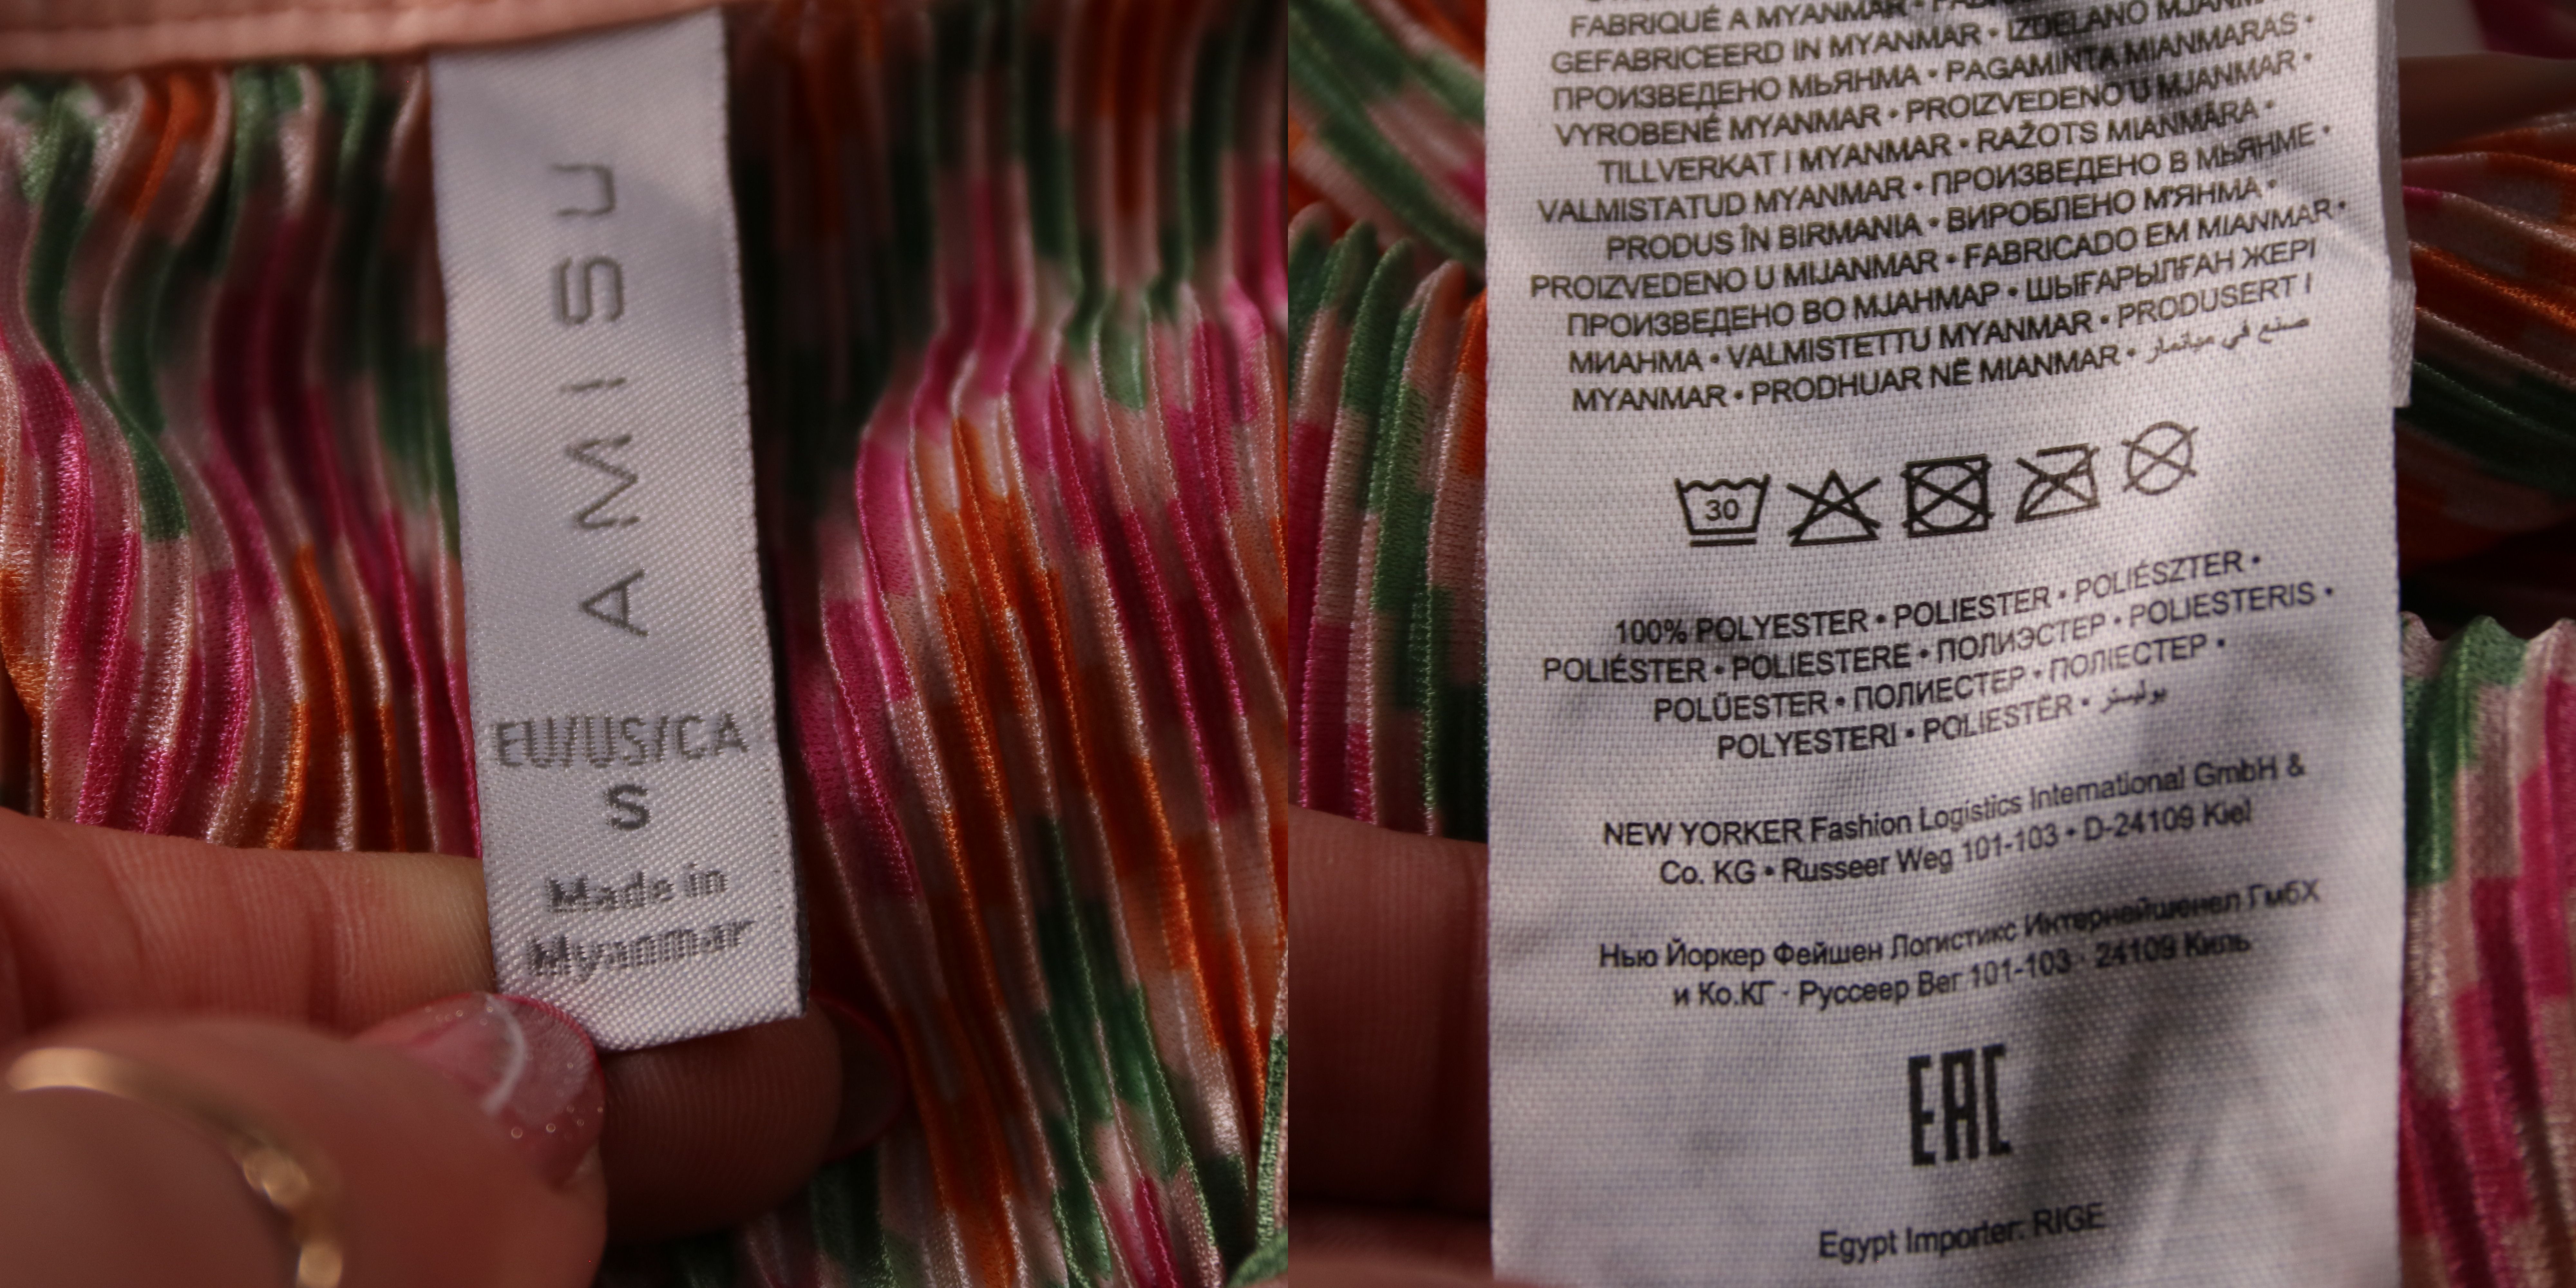 AMISU
EU/US/CA
S
Made in
Myanmar
FABRIQUÉ A MYANMAR •
GEFABRICEERD IN MYANMAR • IZDELANO
ПРОИЗВЕДЕНО МЬЯНМА • PAGAMINTA MIANMARAS •
VYROBENÉ MYANMAR • PROIZVEDENO U MJANMAR •
TILLVERKAT I MYANMAR • RAŽOTS MIANMĀRA •
VALMISTATUD MYANMAR • ПРОИЗВЕДЕНО В МЬЯНМЕ •
PRODUS ÎN BIRMANIA • ВИРОБЛЕНО М'ЯНМА •
PROIZVEDENO U MIJANMAR • FABRICADO EM MIANMAR •
ПРОИЗВЕДЕНО ВО МЈАНМАР • ШЫҒАРЫЛҒАН ЖЕРІ
МИАНМА • VALMISTETTU MYANMAR • PRODUSERT I
MYANMAR • PRODHUAR NË MIANMAR • صنع في ميانمار
30
100% POLYESTER • POLIESTER • POLIÉSZTER •
POLIÉSTER • POLIESTERE • ПОЛИЭСТЕР • POLIESTERIS •
POLÜESTER • ПОЛИЕСТЕР • ПОЛІЕСТЕР •
POLYESTERI • POLIESTËR • بوليستر
NEW YORKER Fashion Logistics International GmbH &
Co. KG • Russeer Weg 101-103 • D-24109 Kiel
Нью Йоркер Фейшен Логистикс Интернейшенел ГмбХ
и Ко.КГ · Руссеер Вег 101-103 · 24109 Киль
EAC
Egypt Importer: RIGE